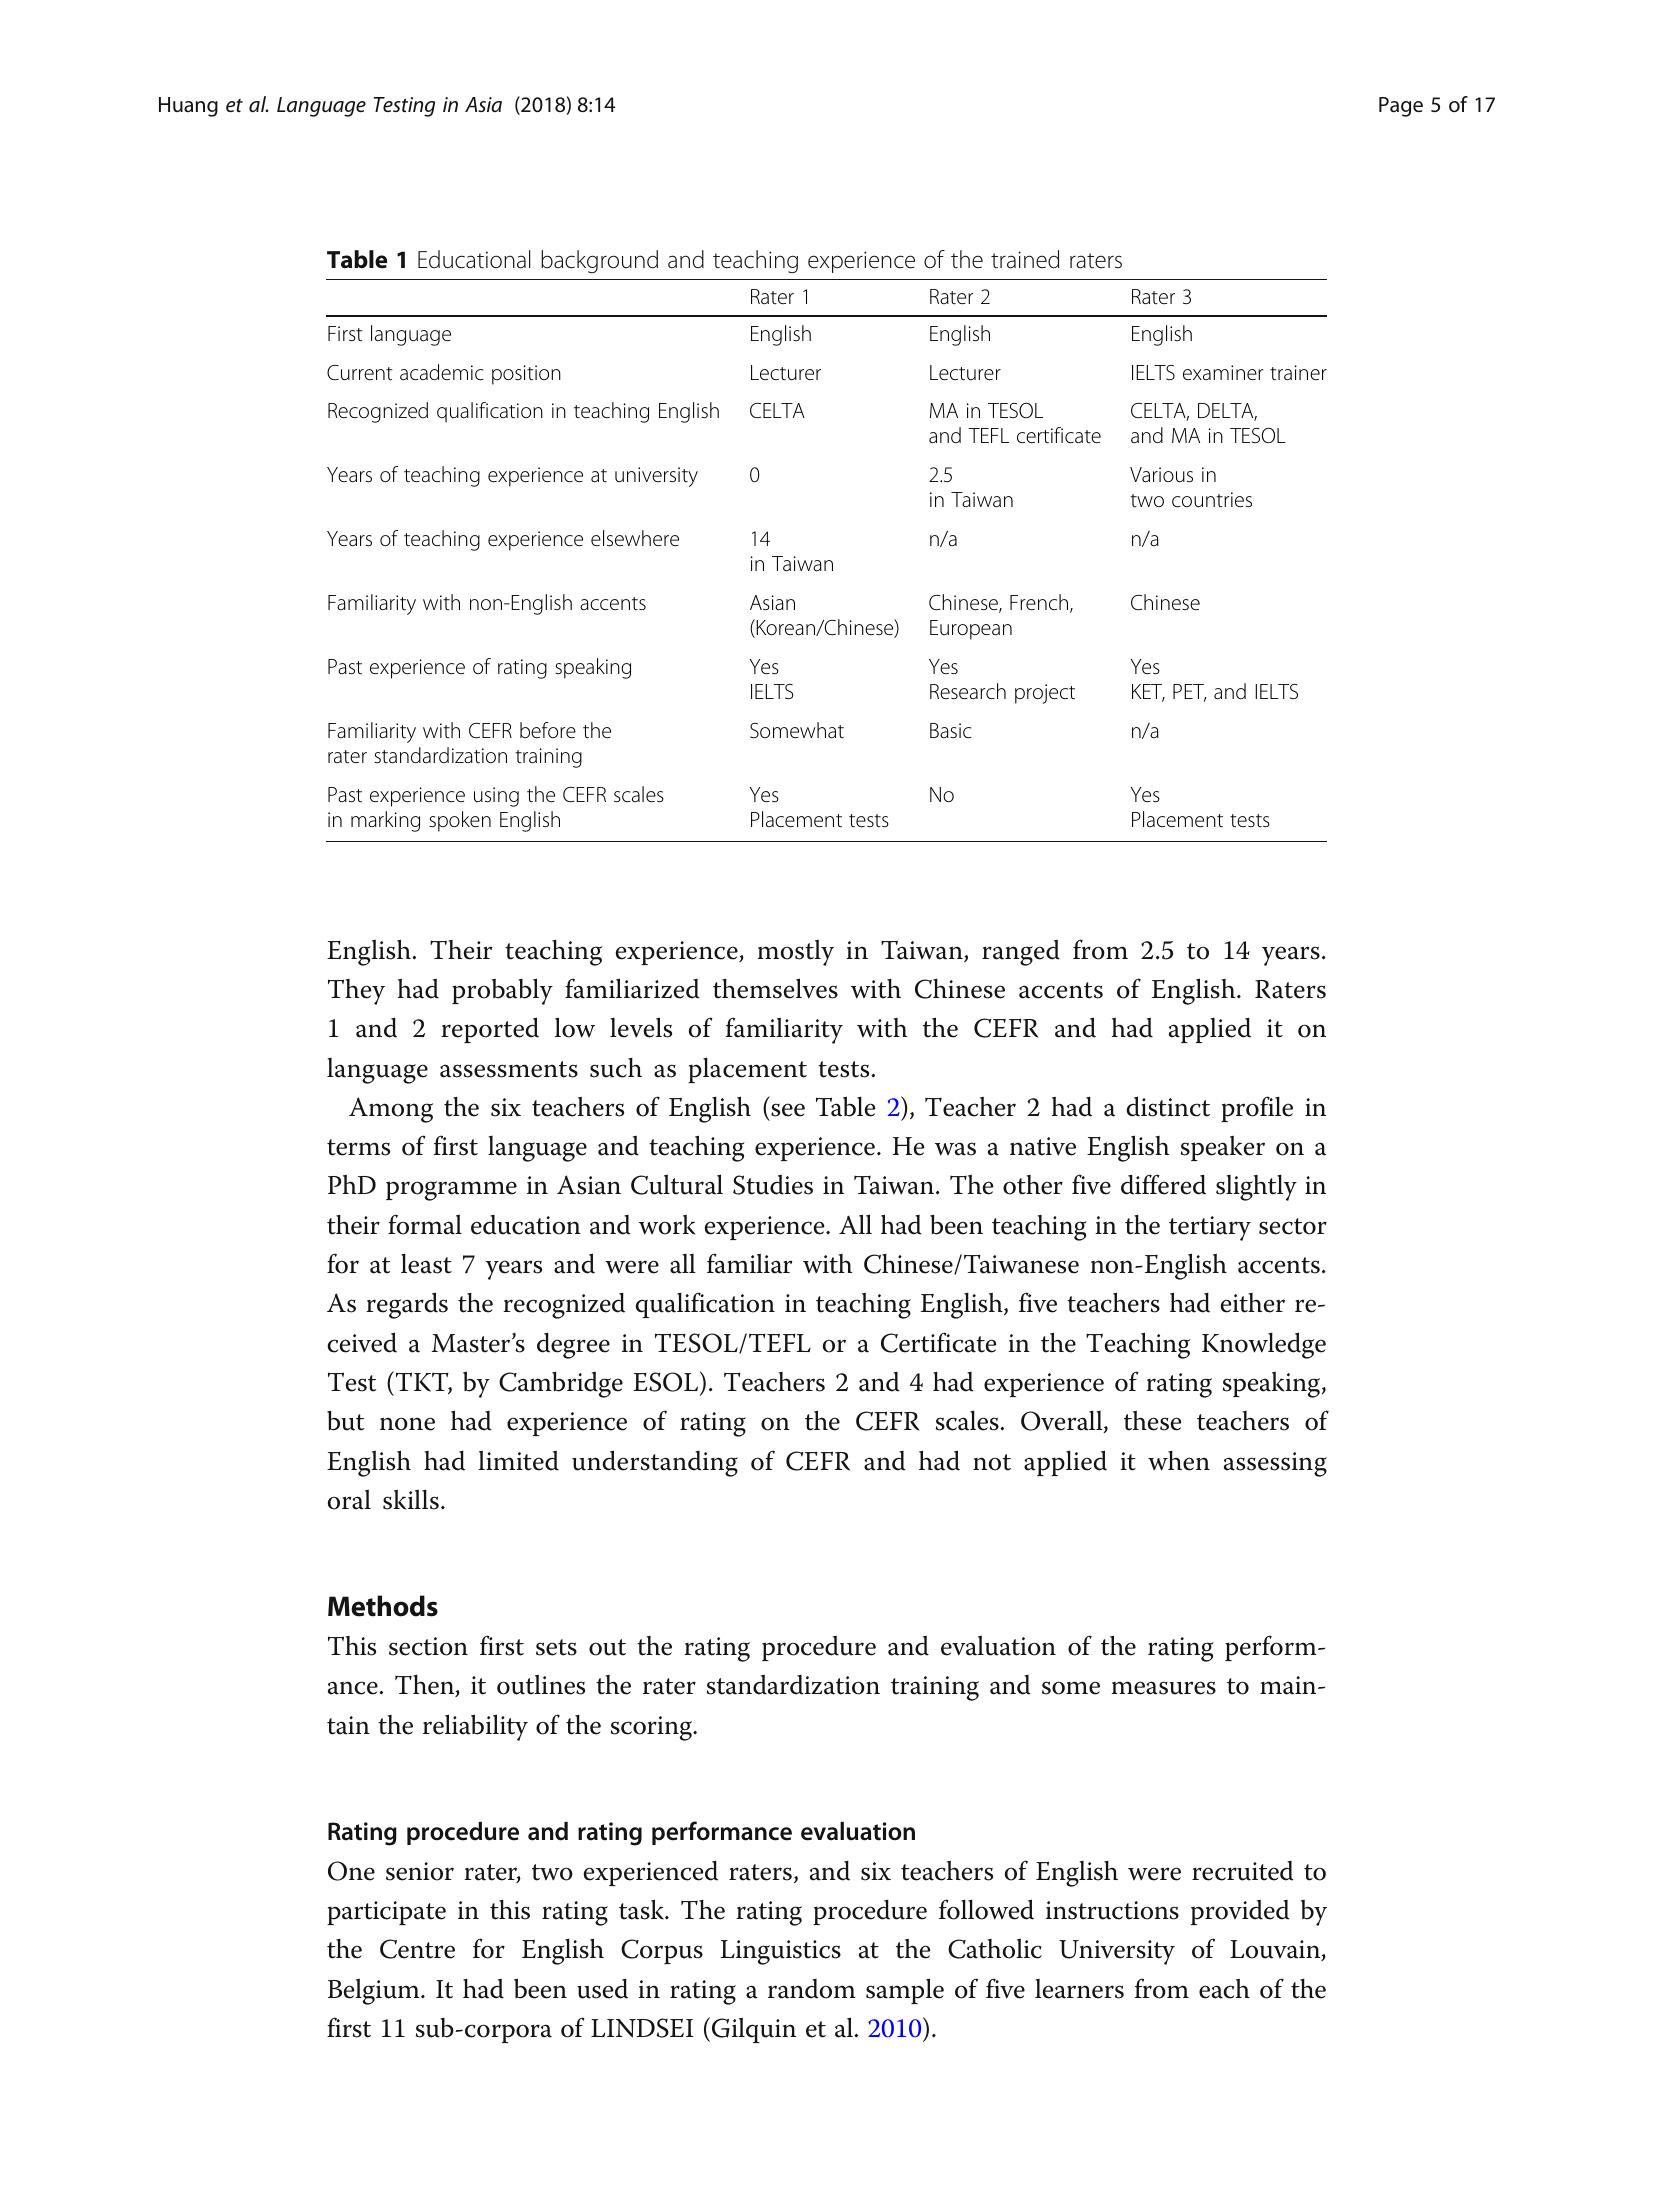 Huang et al. Language Testing in Asia (2018) 8:14 Page 5 of 17
Table 1 Educational background and teaching experience of the trained raters
Rater 1 Rater 2 Rater 3
First language English English English
Current academic position Lecturer Lecturer IELTS examiner trainer
Recognized qualification in teaching English CELTA MA in TESOL CELTA, DELTA,
and TEFL certificate and MA in TESOL
Years of teaching experience at university 0 2.5 Various in
in Taiwan two countries
Years of teaching experience elsewhere 14 n/a n/a
in Taiwan
Familiarity with non-English accents Asian Chinese, French, Chinese
(Korean/Chinese) European
Past experience of rating speaking Yes Yes Yes
IELTS Research project KET, PET, and IELTS
Familiarity with CEFR before the Somewhat Basic n/a
rater standardization training
Past experience using the CEFR scales Yes No Yes
in marking spoken English Placement tests Placement tests
English. Their teaching experience, mostly in Taiwan, ranged from 2.5 to 14 years.
They had probably familiarized themselves with Chinese accents of English. Raters
1 and 2 reported low levels of familiarity with the CEFR and had applied it on
language assessments such as placement tests.
Among the six teachers of English (see Table 2), Teacher 2 had a distinct profile in
terms of first language and teaching experience. He was a native English speaker on a
PhD programme in Asian Cultural Studies in Taiwan. The other five differed slightly in
their formal education and work experience. All had been teaching in the tertiary sector
for at least 7 years and were all familiar with Chinese/Taiwanese non-English accents.
As regards the recognized qualification in teaching English, five teachers had either re-
ceived a Master's degree in TESOL/TEFL or a Certificate in the Teaching Knowledge
Test (TKT, by Cambridge ESOL). Teachers 2 and 4 had experience of rating speaking,
but none had experience of rating on the CEFR scales. Overall, these teachers of
English had limited understanding of CEFR and had not applied it when assessing
oral skills.
Methods
This section first sets out the rating procedure and evaluation of the rating perform-
ance. Then, it outlines the rater standardization training and some measures to main-
tain the reliability of the scoring.
Rating procedure and rating performance evaluation
One senior rater, two experienced raters, and six teachers of English were recruited to
participate in this rating task. The rating procedure followed instructions provided by
the Centre for English Corpus Linguistics at the Catholic University of Louvain,
Belgium. It had been used in rating a random sample of five learners from each of the
first 11 sub-corpora of LINDSEI (Gilquin et al. 2010).